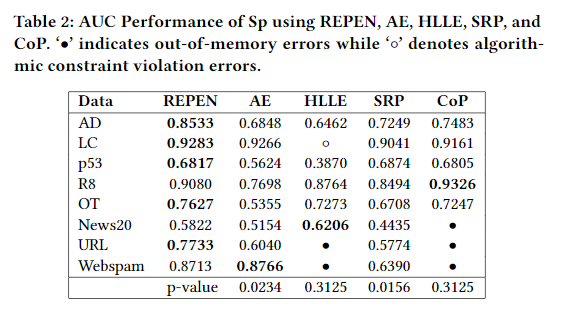 Table 2: AUC Performance of Sp using REPEN, AE, HLLE, SRP, and
CoP. ‘●’ indicates out-of-memory errors while ‘○’ denotes algorith-
mic constraint violation errors.
Data REPEN AE HLLE SRP CoP
AD 0.8533 0.6848 0.6462 0.7249 0.7483
LC 0.9283 0.9266 ○ 0.9041 0.9161
p53 0.6817 0.5624 0.3870 0.6874 0.6805
R8 0.9080 0.7698 0.8764 0.8494 0.9326
OT 0.7627 0.5355 0.7273 0.6708 0.7247
News20 0.5822 0.5154 0.6206 0.4435 ●
URL 0.7733 0.6040 ● 0.5774 ●
Webspam 0.8713 0.8766 ● 0.6390 ●
p-value 0.0234 0.3125 0.0156 0.3125